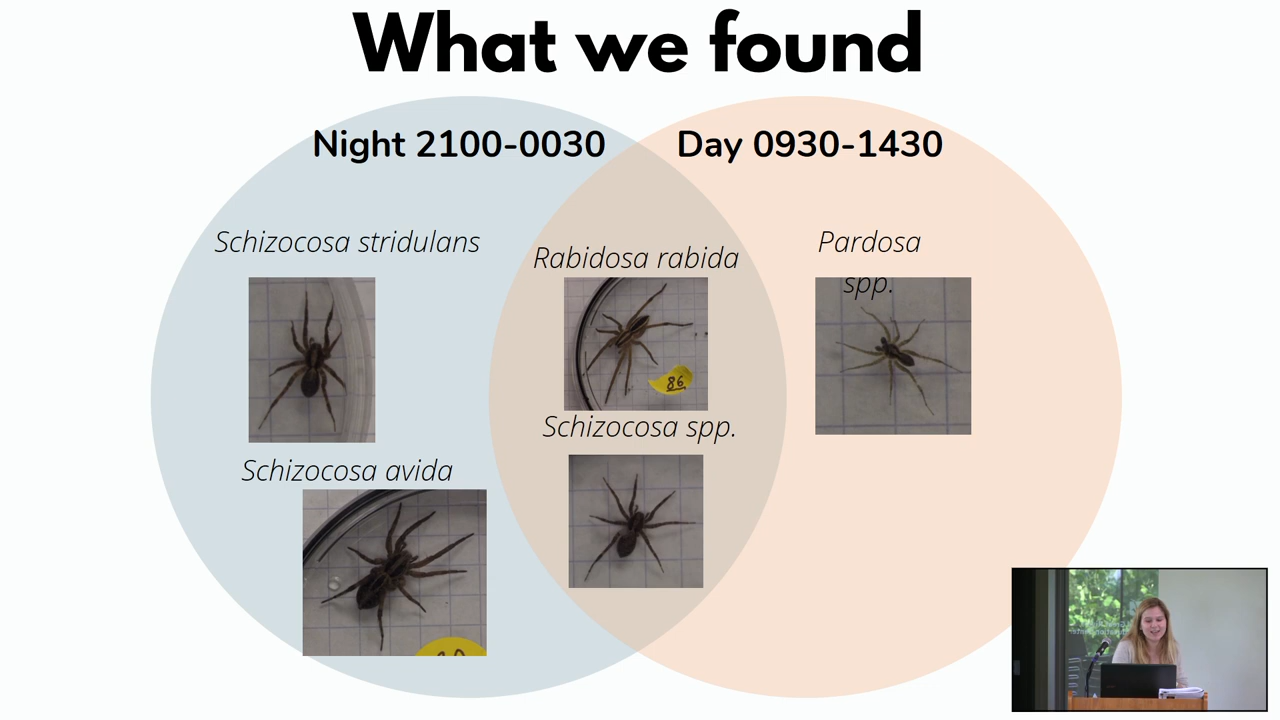 What we found
Night 2100-0030
Day 0930-1430
Schizocosa stridulans
Rabidosa rabida
Pardosa
spp.
86
Schizocosa spp.
Schizocosa avida